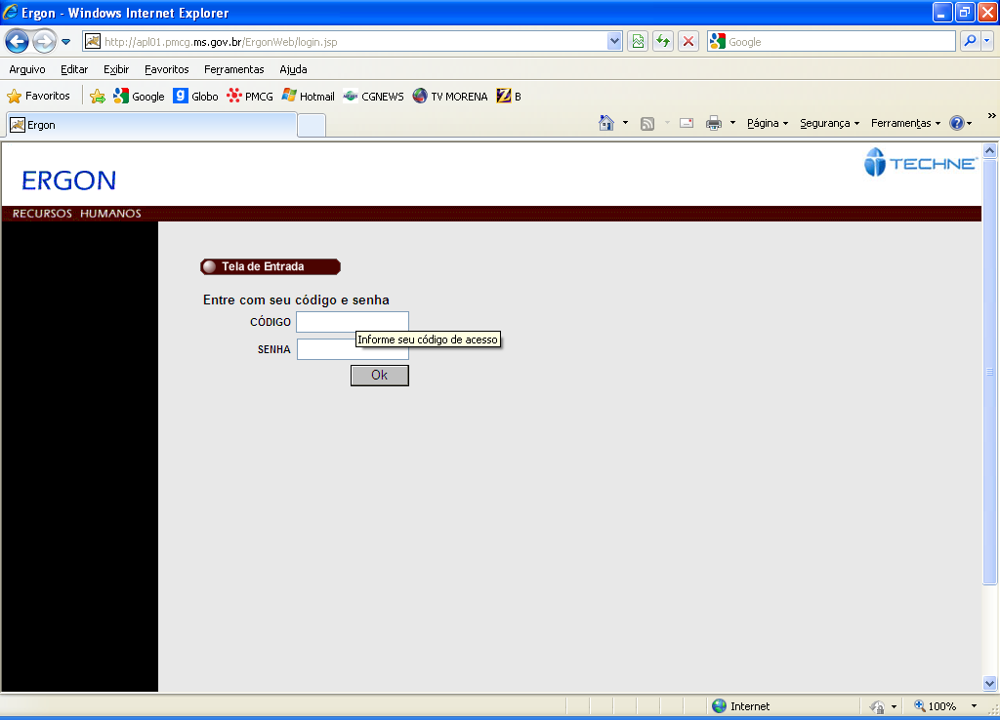 Ergon - Windows Internet Explorer
http://apl01.pmcg.ms.gov.br/ErgonWeb/login.jsp
Google
Arquivo Editar Exibir Favoritos Ferramentas Ajuda
Favoritos Google Globo PMCG Hotmail CGNEWS TV MORENA B
Ergon
Página Segurança Ferramentas »
ERGON
TECHNE
RECURSOS HUMANOS
Tela de Entrada
Entre com seu código e senha
CÓDIGO
Informe seu código de acesso
SENHA
Ok
Internet
100%